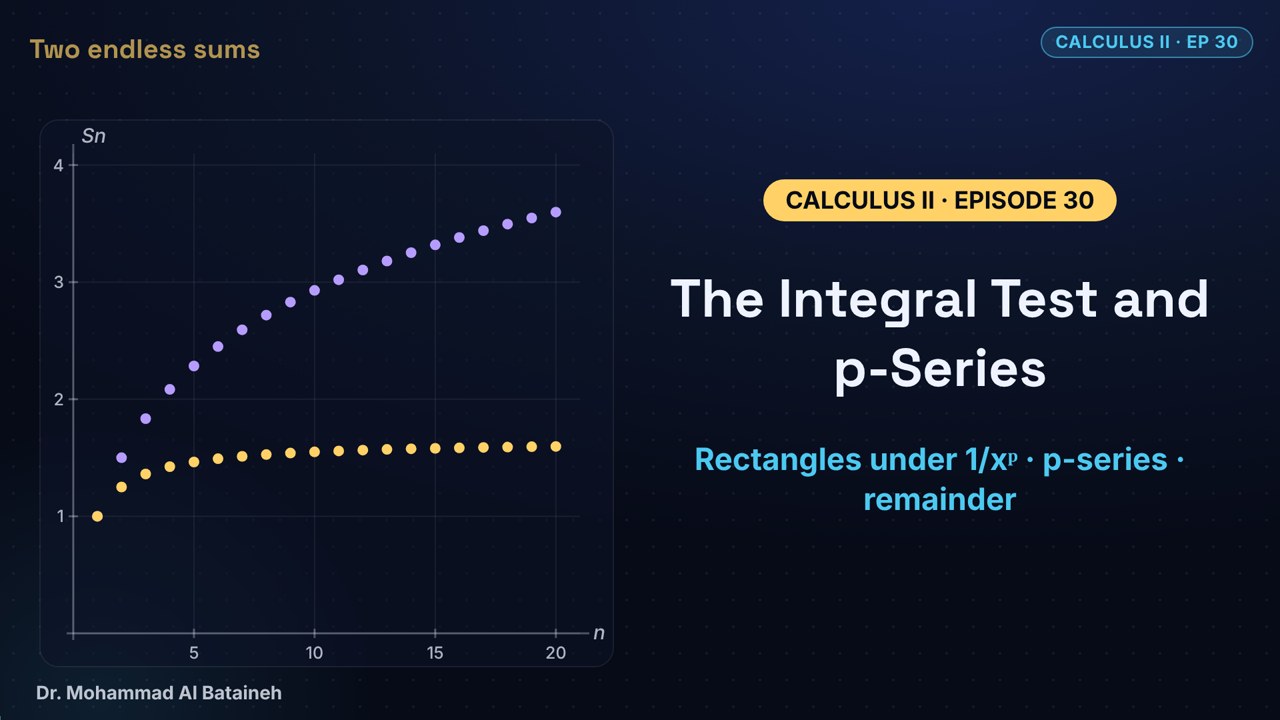 Two endless sums
CALCULUS II · EP 30
Sn
4
3
2
1
5
10
15
20
n
CALCULUS II · EPISODE 30
The Integral Test and
p-Series
Rectangles under 1/xᵖ · p-series ·
remainder
Dr. Mohammad Al Bataineh